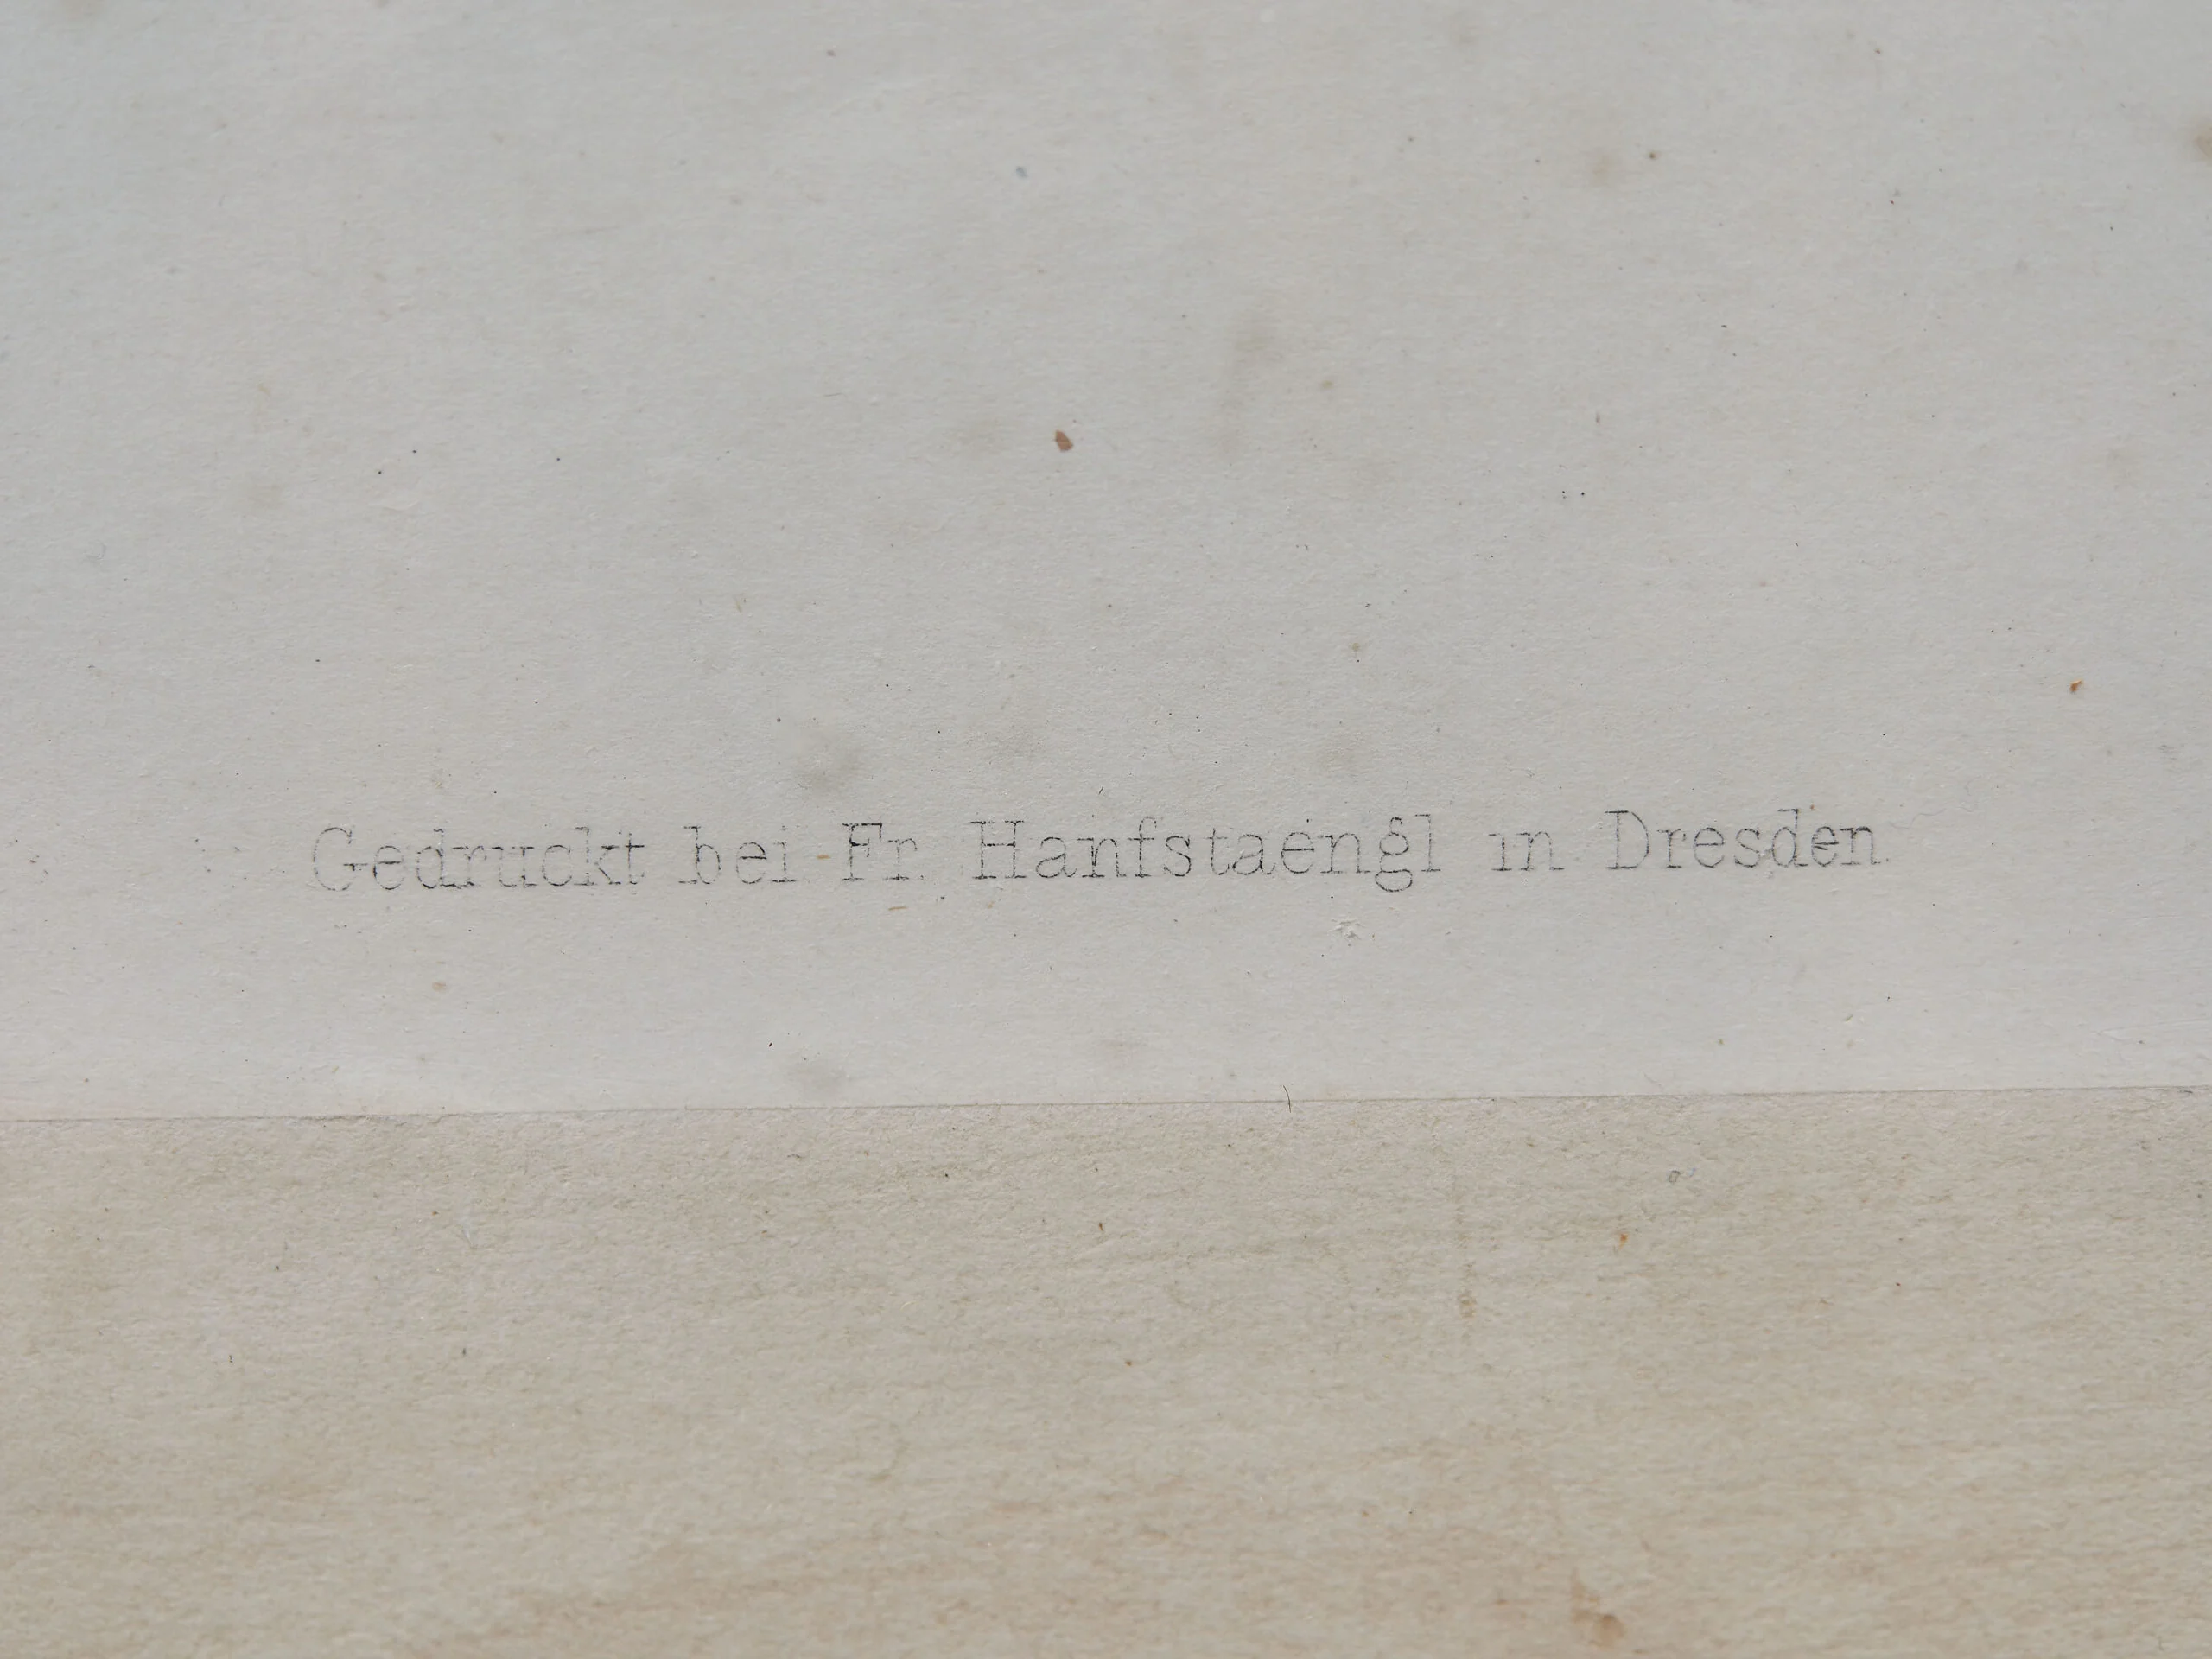 Gedruckt bei Fr. Hanfstaengl in Dresden.